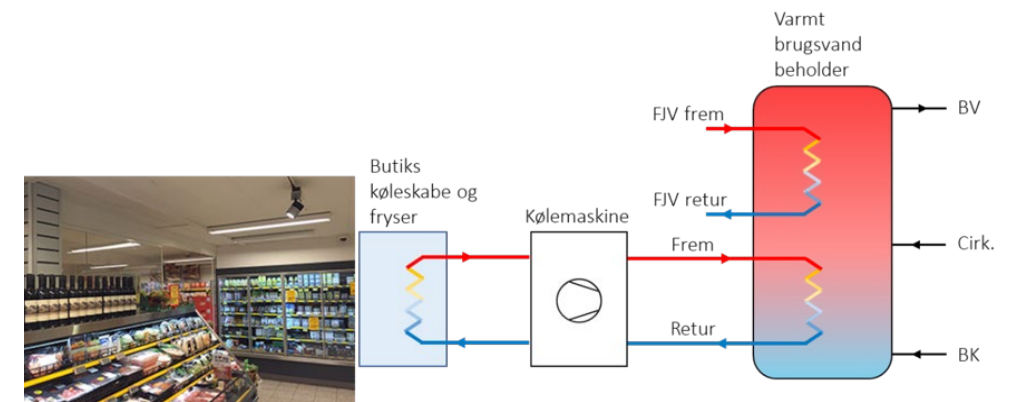 Varmt
brugsvand
beholder
FJV frem
BV
Butiks
køleskabe og
fryser
FJV retur
Kølemaskine
Frem
Cirk.
Retur
BK